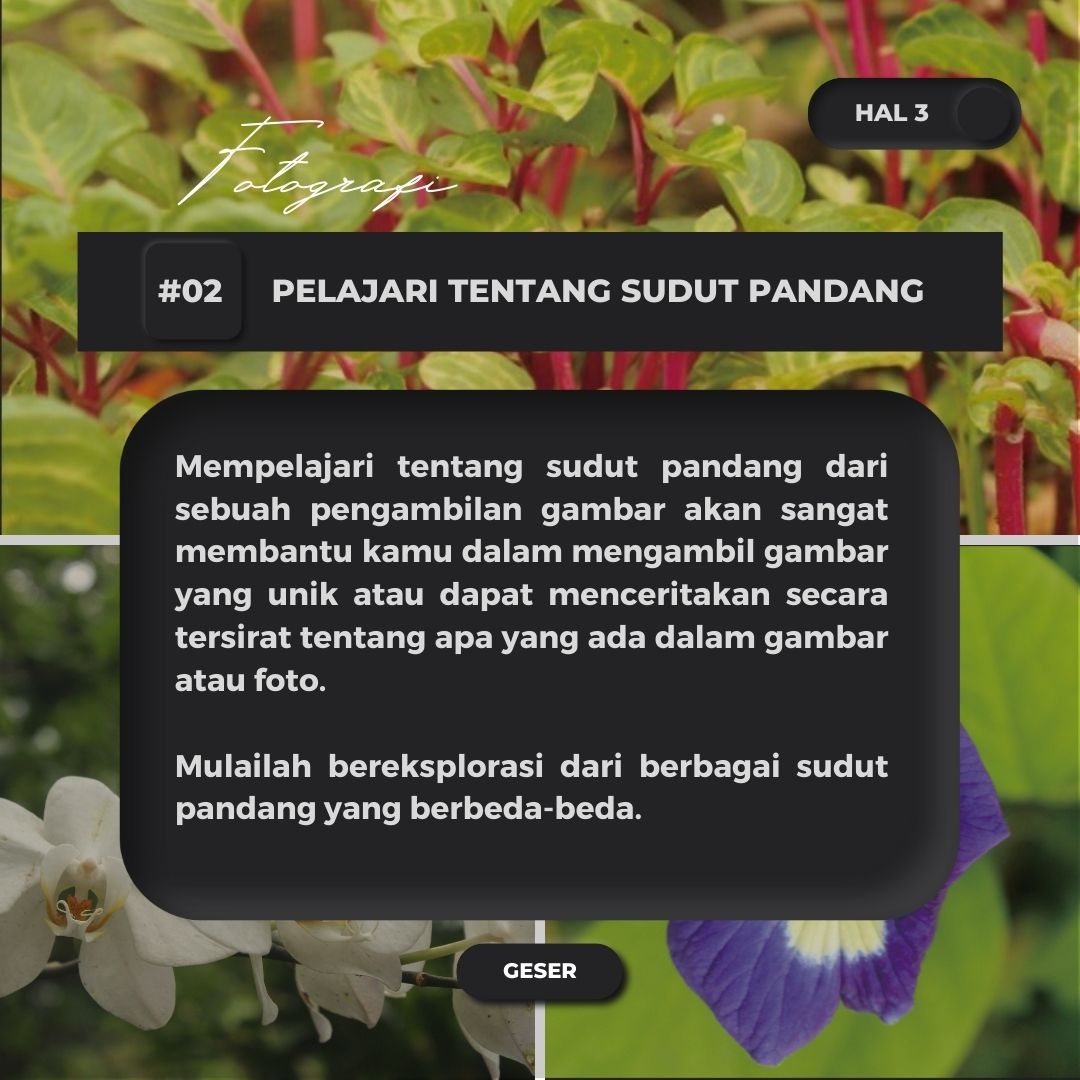 HAL 3
Fotografi
#02 PELAJARI TENTANG SUDUT PANDANG
Mempelajari tentang sudut pandang dari
sebuah pengambilan gambar akan sangat
membantu kamu dalam mengambil gambar
yang unik atau dapat menceritakan secara
tersirat tentang apa yang ada dalam gambar
atau foto.
Mulailah bereksplorasi dari berbagai sudut
pandang yang berbeda-beda.
GESER